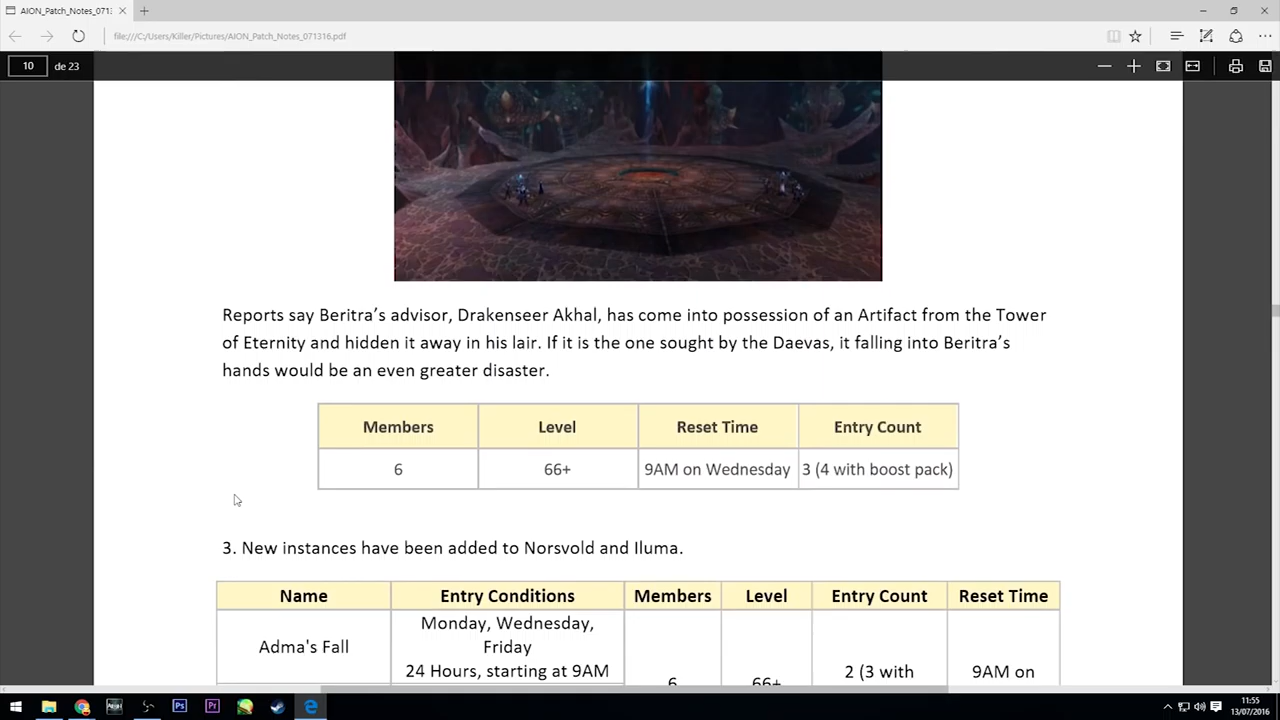 AION_Patch_Notes_071
file:///C:/Users/Killer/Pictures/AION_Patch_Notes_071316.pdf
10 de 23
Reports say Beritra’s advisor, Drakenseer Akhal, has come into possession of an Artifact from the Tower
of Eternity and hidden it away in his lair. If it is the one sought by the Daevas, it falling into Beritra’s
hands would be an even greater disaster.
Members Level Reset Time Entry Count
6 66+ 9AM on Wednesday 3 (4 with boost pack)
3. New instances have been added to Norsvold and Iluma.
Name Entry Conditions Members Level Entry Count Reset Time
Monday, Wednesday,
Adma's Fall Friday
24 Hours, starting at 9AM 6 66+ 2 (3 with 9AM on
Ps Pr
11:55
13/07/2016